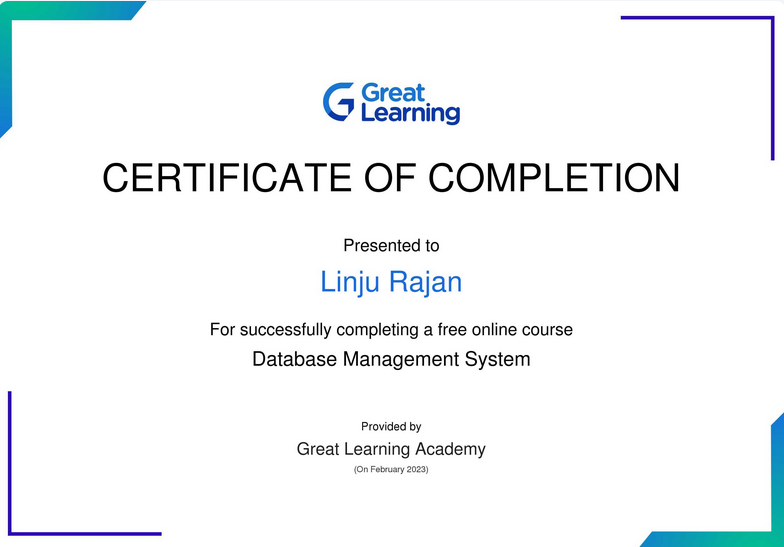 Great
Learning
CERTIFICATE OF COMPLETION
Presented to
Linju Rajan
For successfully completing a free online course
Database Management System
Provided by
Great Learning Academy
(On February 2023)